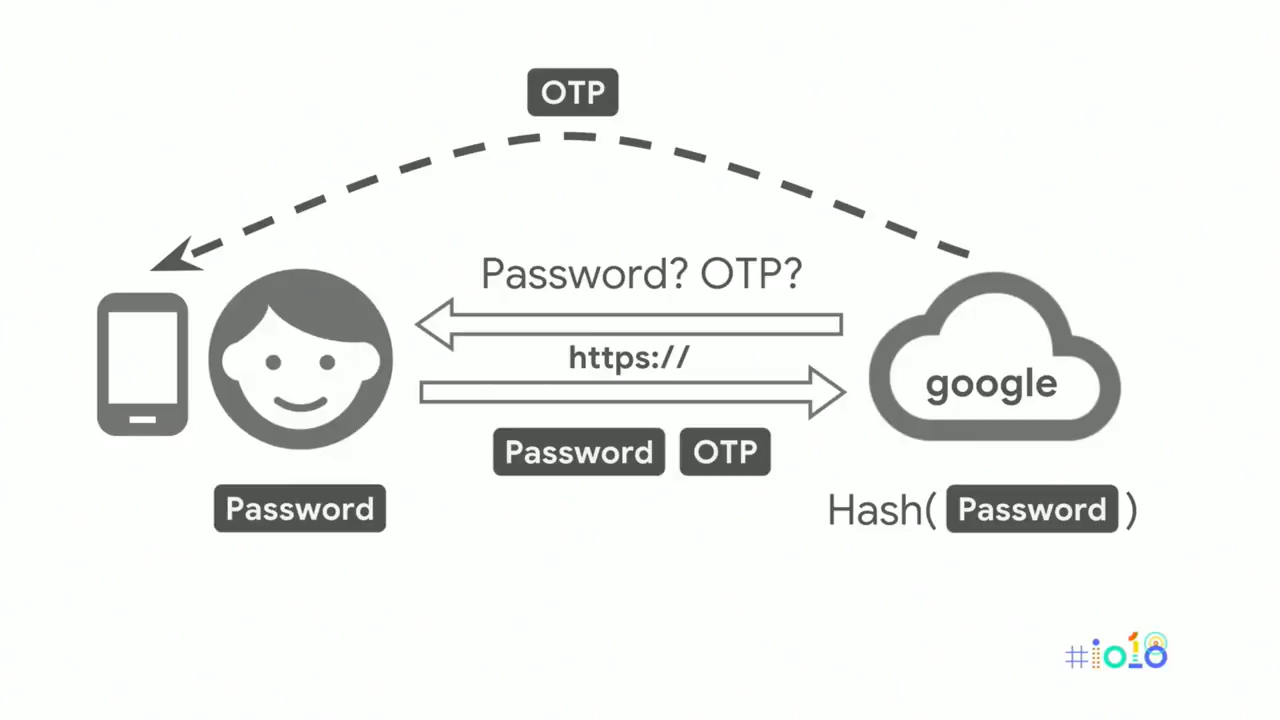 OTP
Password? OTP?
https://
google
Password OTP
Password
Hash( Password )
#io18